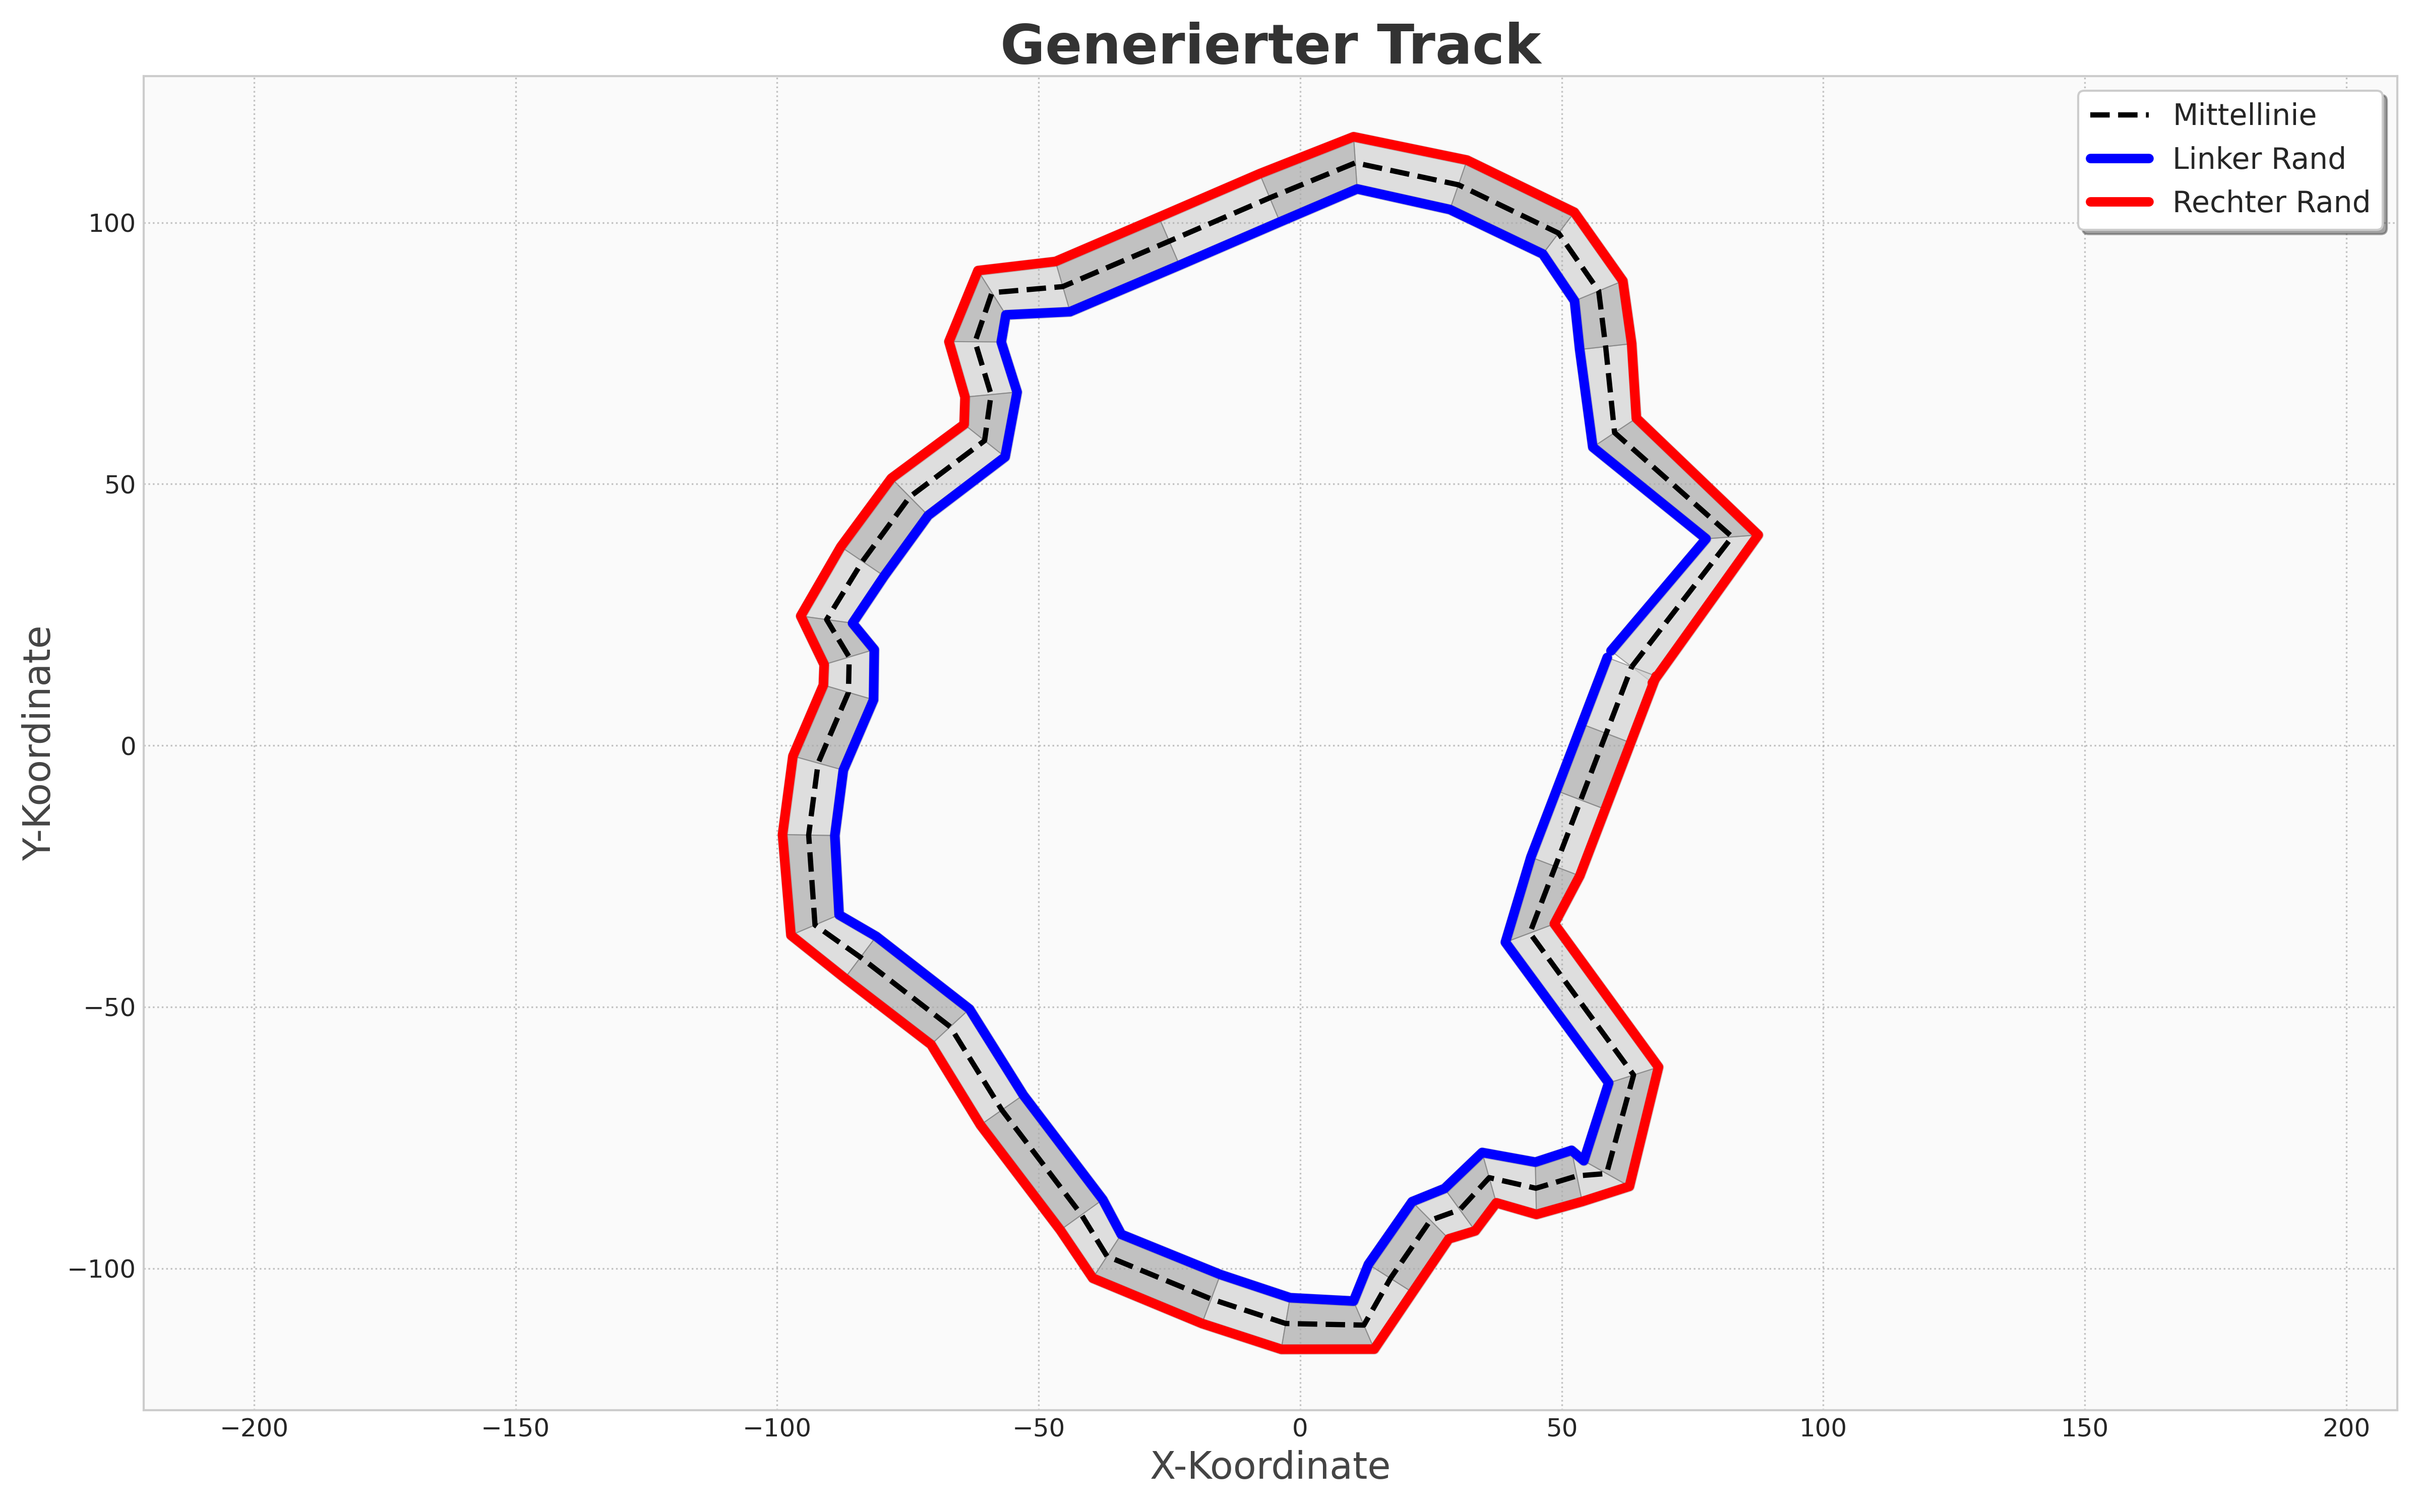 Generierter Track
Mittellinie
Linker Rand
Rechter Rand
Y-Koordinate
100
50
0
−50
−100
−200
−150
−100
−50
0
50
100
150
200
X-Koordinate